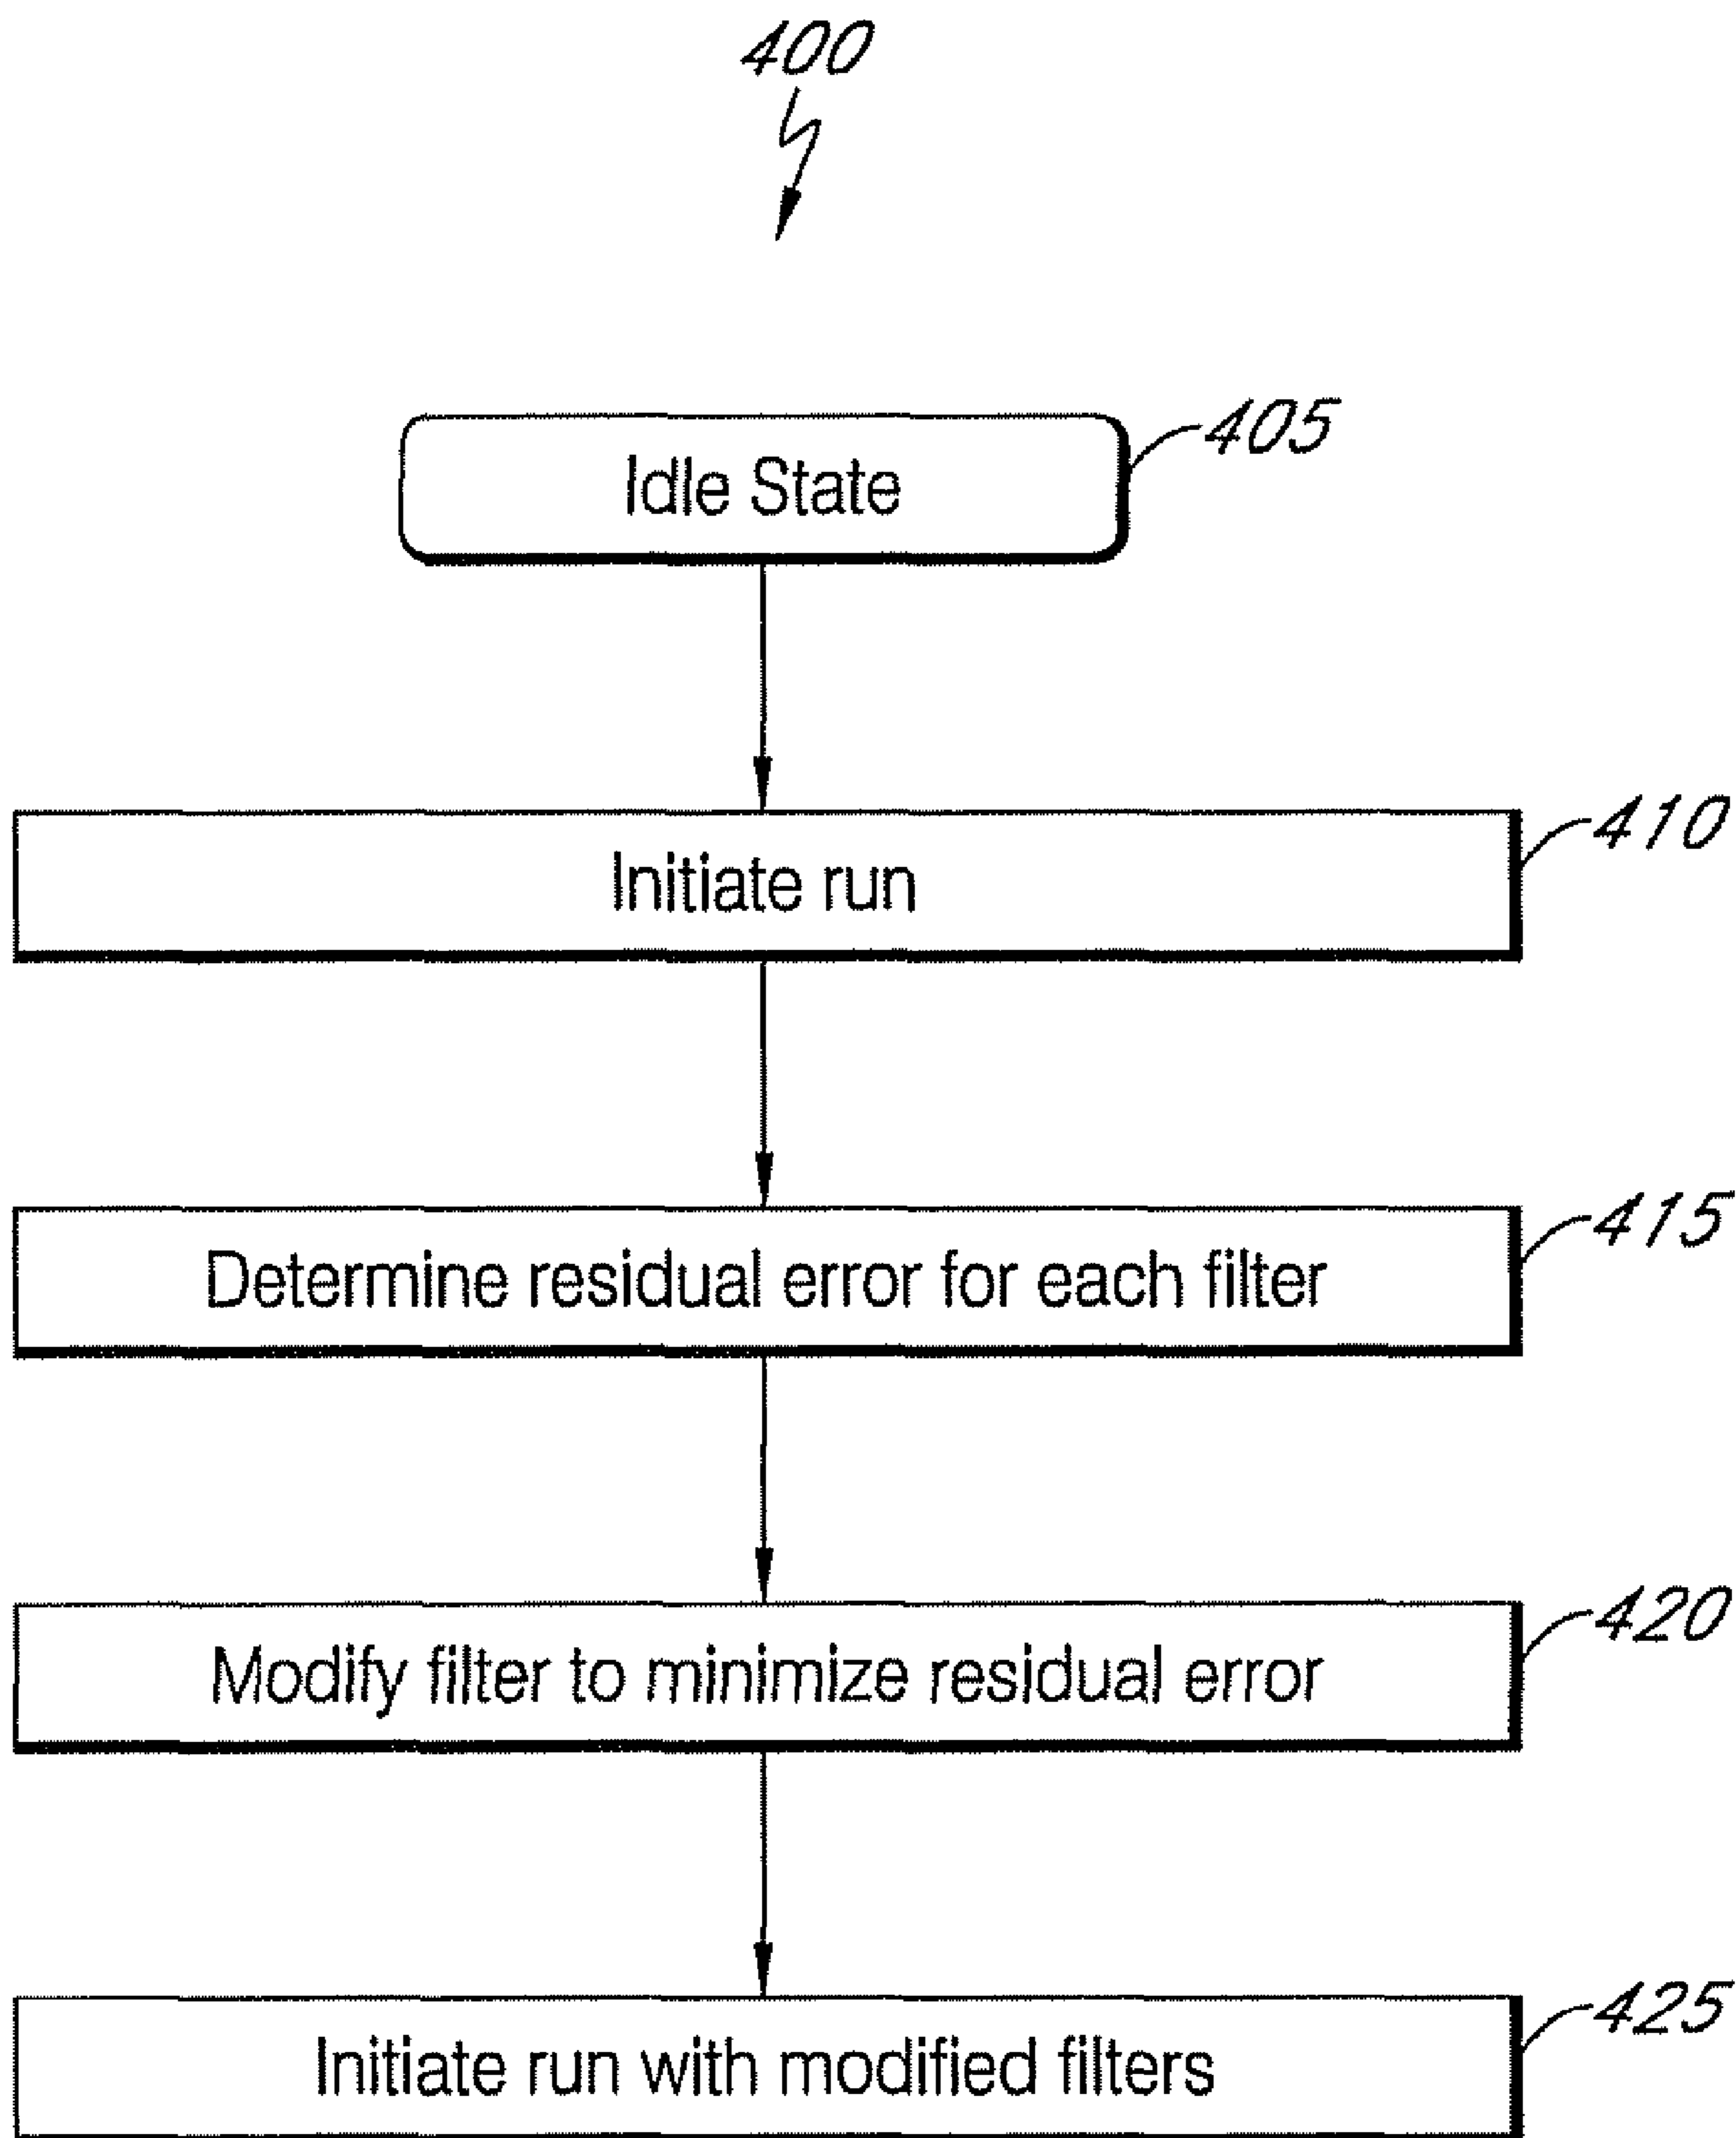 400
Idle State
405
Initiate run
410
Determine residual error for each filter
415
Modify filter to minimize residual error
420
Initiate run with modified filters
425